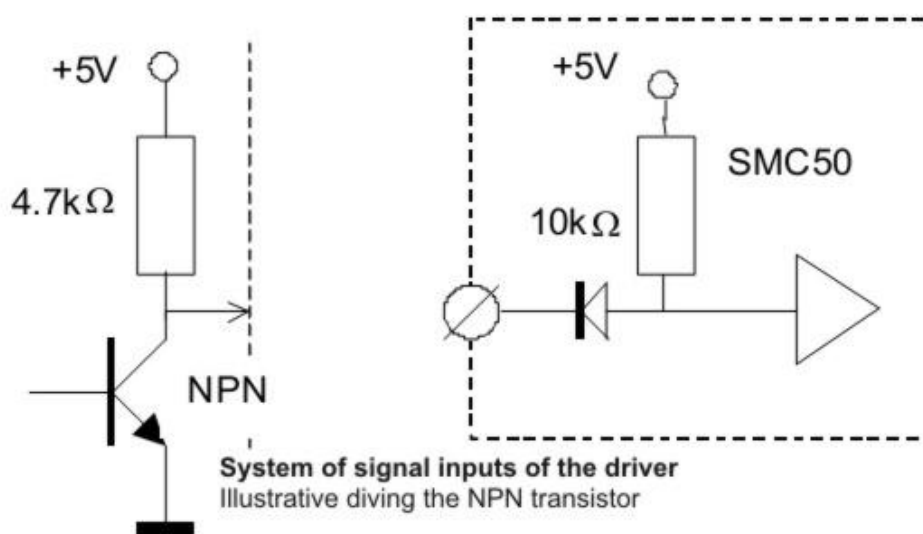 +5V
4.7kΩ
NPN
+5V
SMC50
10kΩ
System of signal inputs of the driver
Illustrative diving the NPN transistor